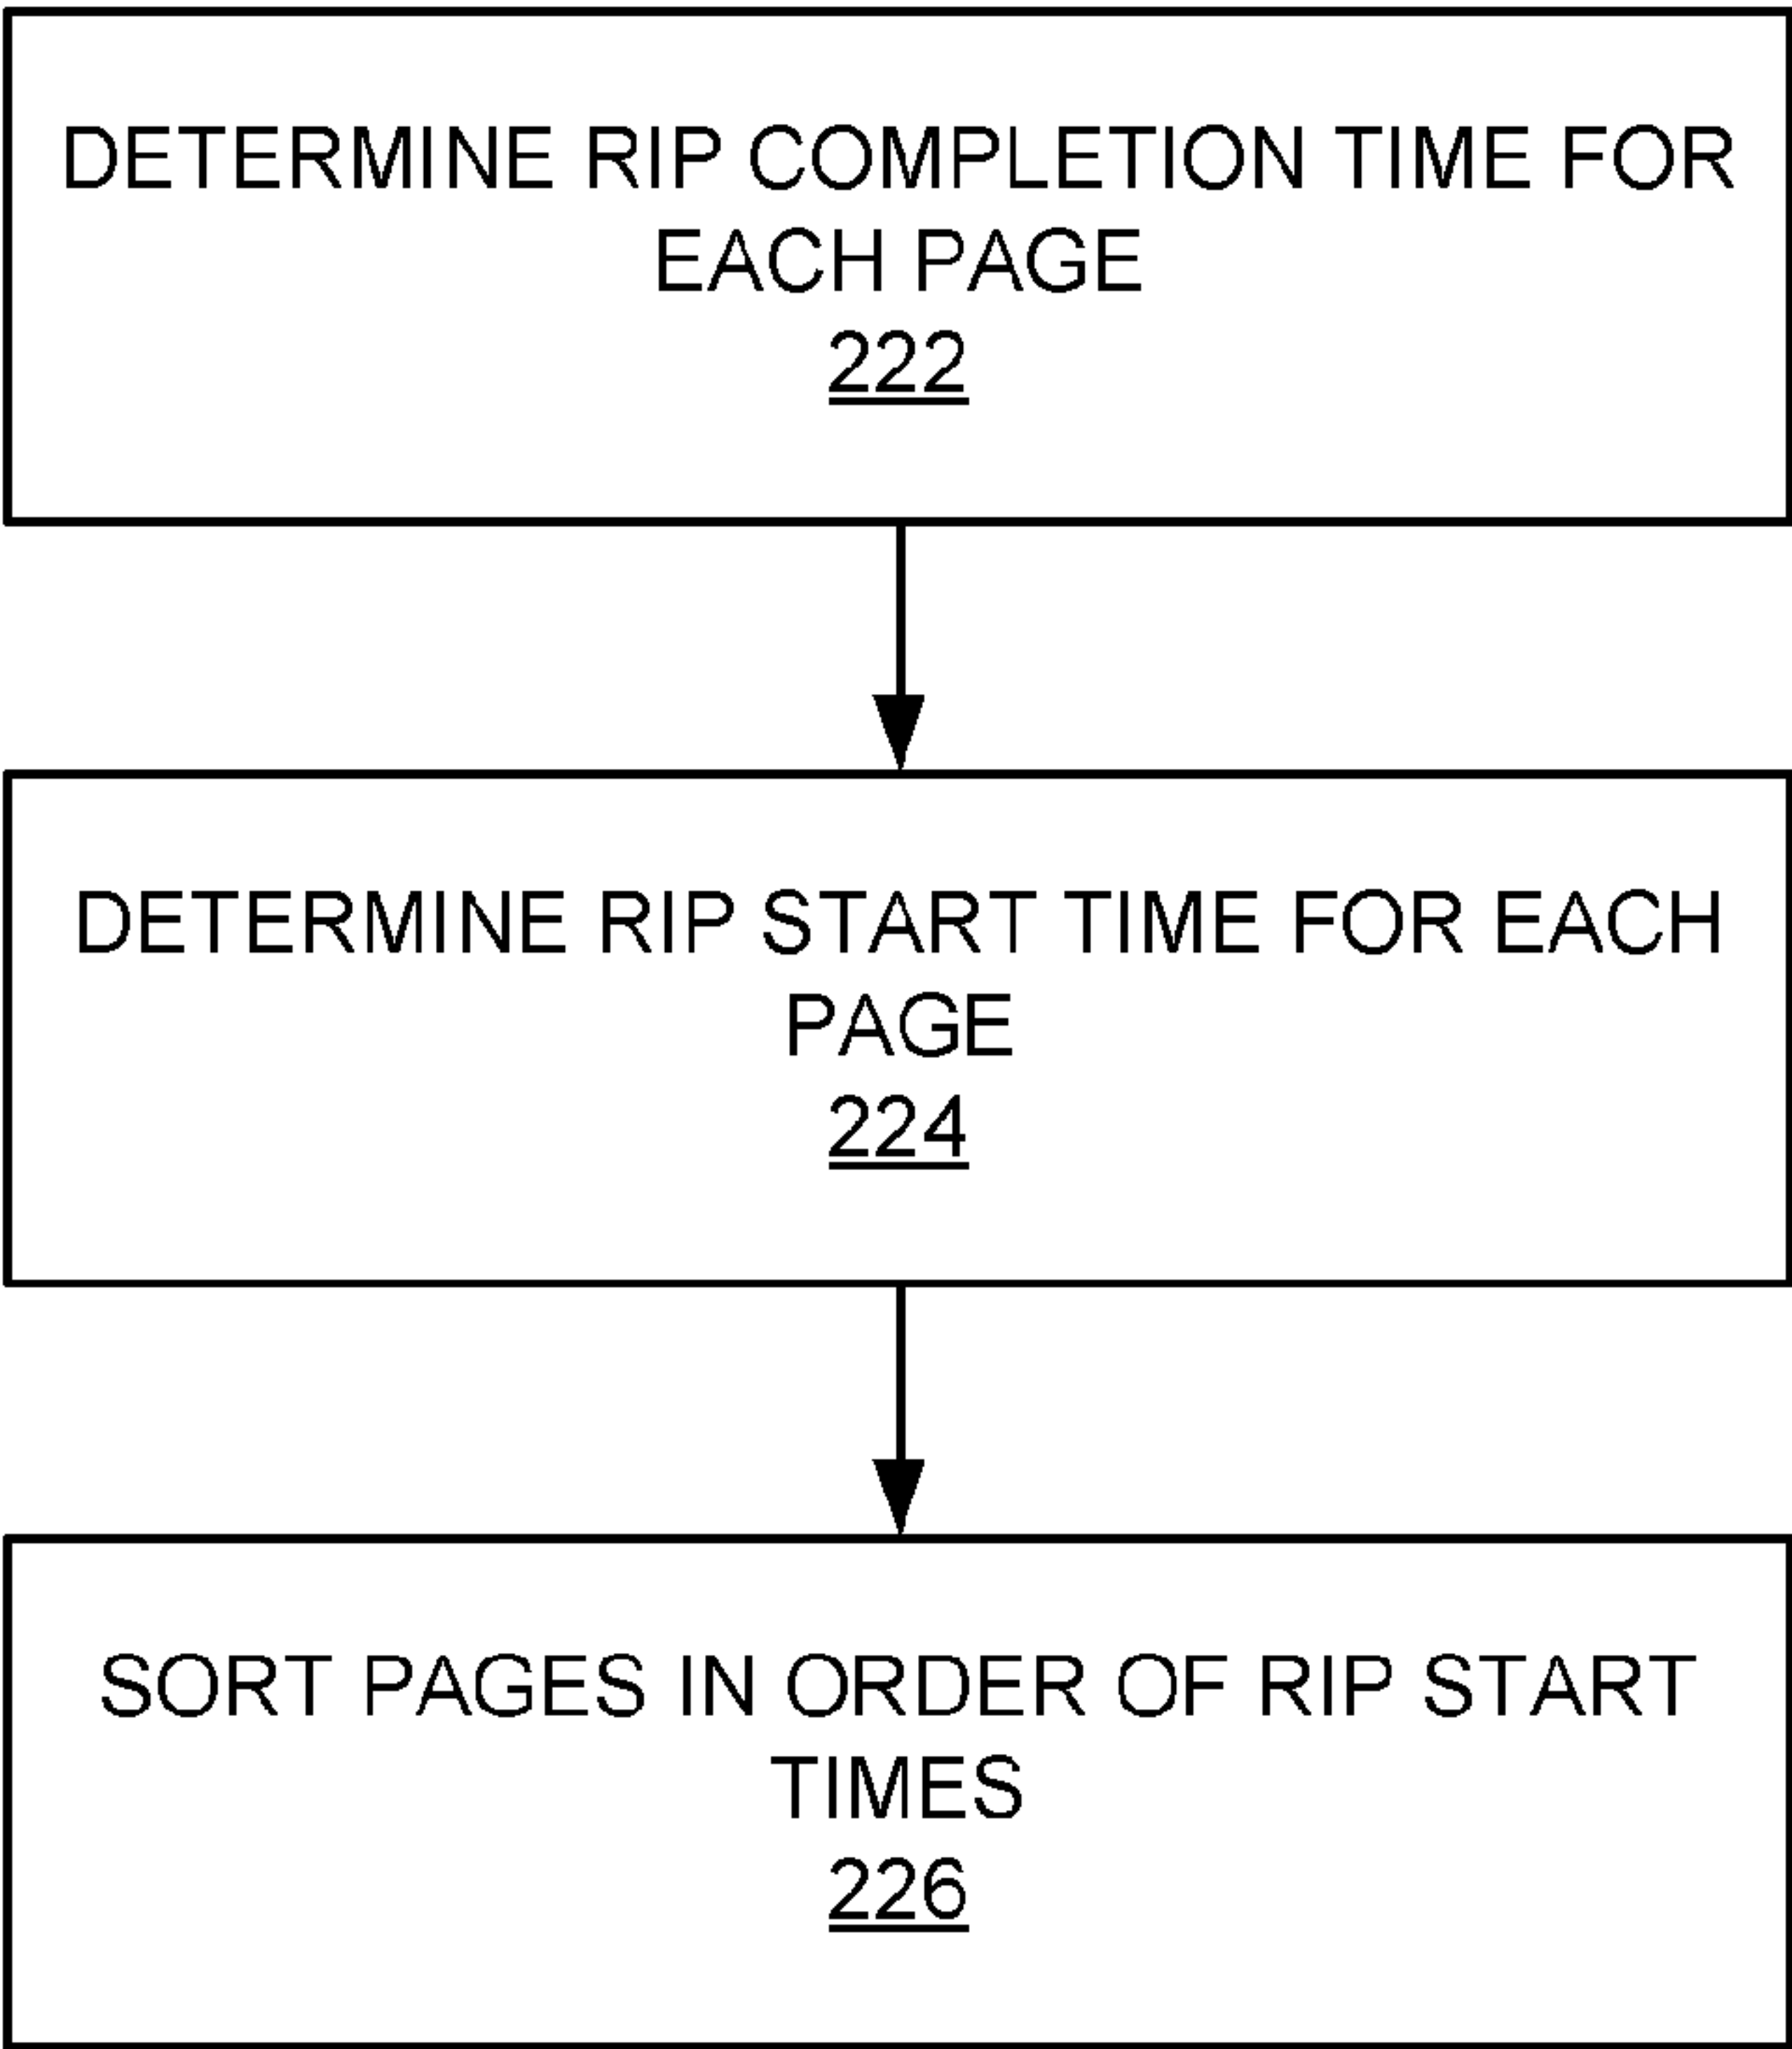 DETERMINE RIP COMPLETION TIME FOR
EACH PAGE
222
DETERMINE RIP START TIME FOR EACH
PAGE
224
SORT PAGES IN ORDER OF RIP START
TIMES
226